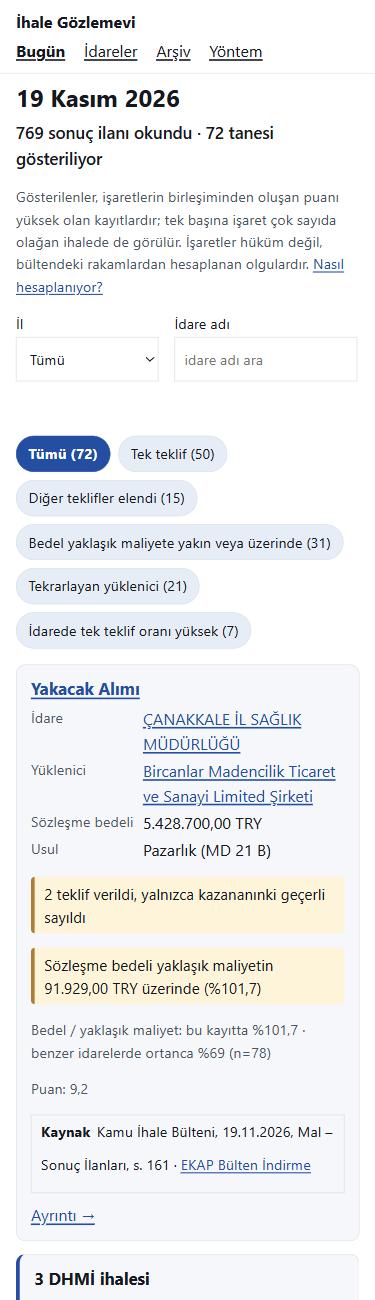 İhale Gözlemevi
Bugün İdareler Arşiv Yöntem
19 Kasım 2026
769 sonuç ilanı okundu · 72 tanesi
gösteriliyor
Gösterilenler, işaretlerin birleşiminden oluşan puanı
yüksek olan kayıtlardır; tek başına işaret çok sayıda
olağan ihalede de görülür. İşaretler hüküm değil,
bültendeki rakamlardan hesaplanan olgulardır. Nasıl
hesaplanıyor?
İl İdare adı
Tümü idare adı ara
Tümü (72) Tek teklif (50)
Diğer teklifler elendi (15)
Bedel yaklaşık maliyete yakın veya üzerinde (31)
Tekrarlayan yüklenici (21)
İdarede tek teklif oranı yüksek (7)
Yakacak Alımı
İdare ÇANAKKALE İL SAĞLIK
MÜDÜRLÜĞÜ
Yüklenici Bircanlar Madencilik Ticaret
ve Sanayi Limited Şirketi
Sözleşme bedeli 5.428.700,00 TRY
Usul Pazarlık (MD 21 B)
2 teklif verildi, yalnızca kazananınki geçerli
sayıldı
Sözleşme bedeli yaklaşık maliyetin
91.929,00 TRY üzerinde (%101,7)
Bedel / yaklaşık maliyet: bu kayıtta %101,7 ·
benzer idarelerde ortanca %69 (n=78)
Puan: 9,2
Kaynak Kamu İhale Bülteni, 19.11.2026, Mal –
Sonuç İlanları, s. 161 · EKAP Bülten İndirme
Ayrıntı →
3 DHMİ ihalesi